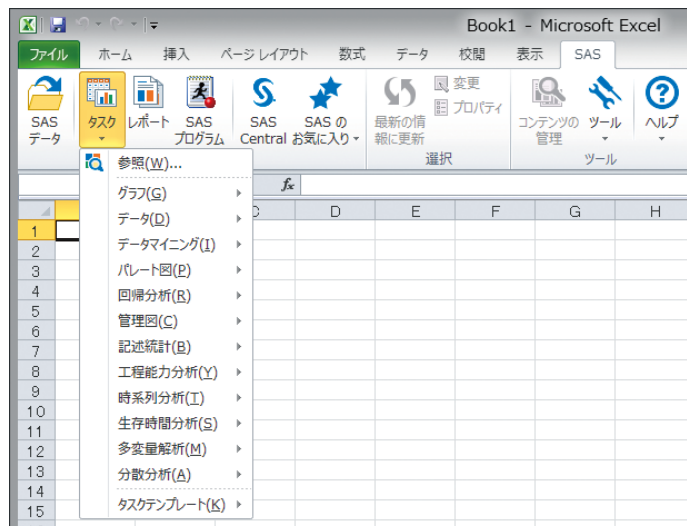 Book1 - Microsoft Excel
ファイル ホーム 挿入 ページ レイアウト 数式 データ 校閲 表示 SAS
SAS データ
タスク
レポート
SAS プログラム
SAS Central
SAS の お気に入り
最新の情報に更新
変更
プロパティ
コンテンツの管理
ツール
ヘルプ
選択 ツール
参照(W)...
グラフ(G)
データ(D)
データマイニング(I)
パレート図(P)
回帰分析(R)
管理図(C)
記述統計(B)
工程能力分析(Y)
時系列分析(T)
生存時間分析(S)
多変量解析(M)
分散分析(A)
タスクテンプレート(K)
fx
D E F G H
1
2
3
4
5
6
7
8
9
10
11
12
13
14
15